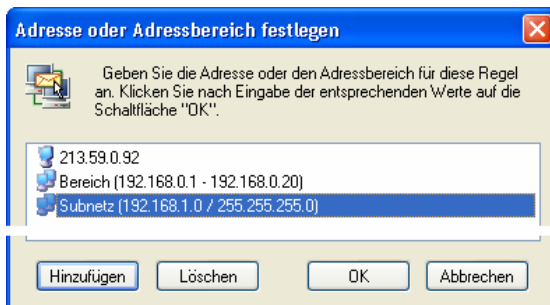 Adresse oder Adressbereich festlegen
Geben Sie die Adresse oder den Adressbereich für diese Regel
an. Klicken Sie nach Eingabe der entsprechenden Werte auf die
Schaltfläche "OK".
213.59.0.92
Bereich (192.168.0.1 - 192.168.0.20)
Subnetz (192.168.1.0 / 255.255.255.0)
Hinzufügen Löschen OK Abbrechen